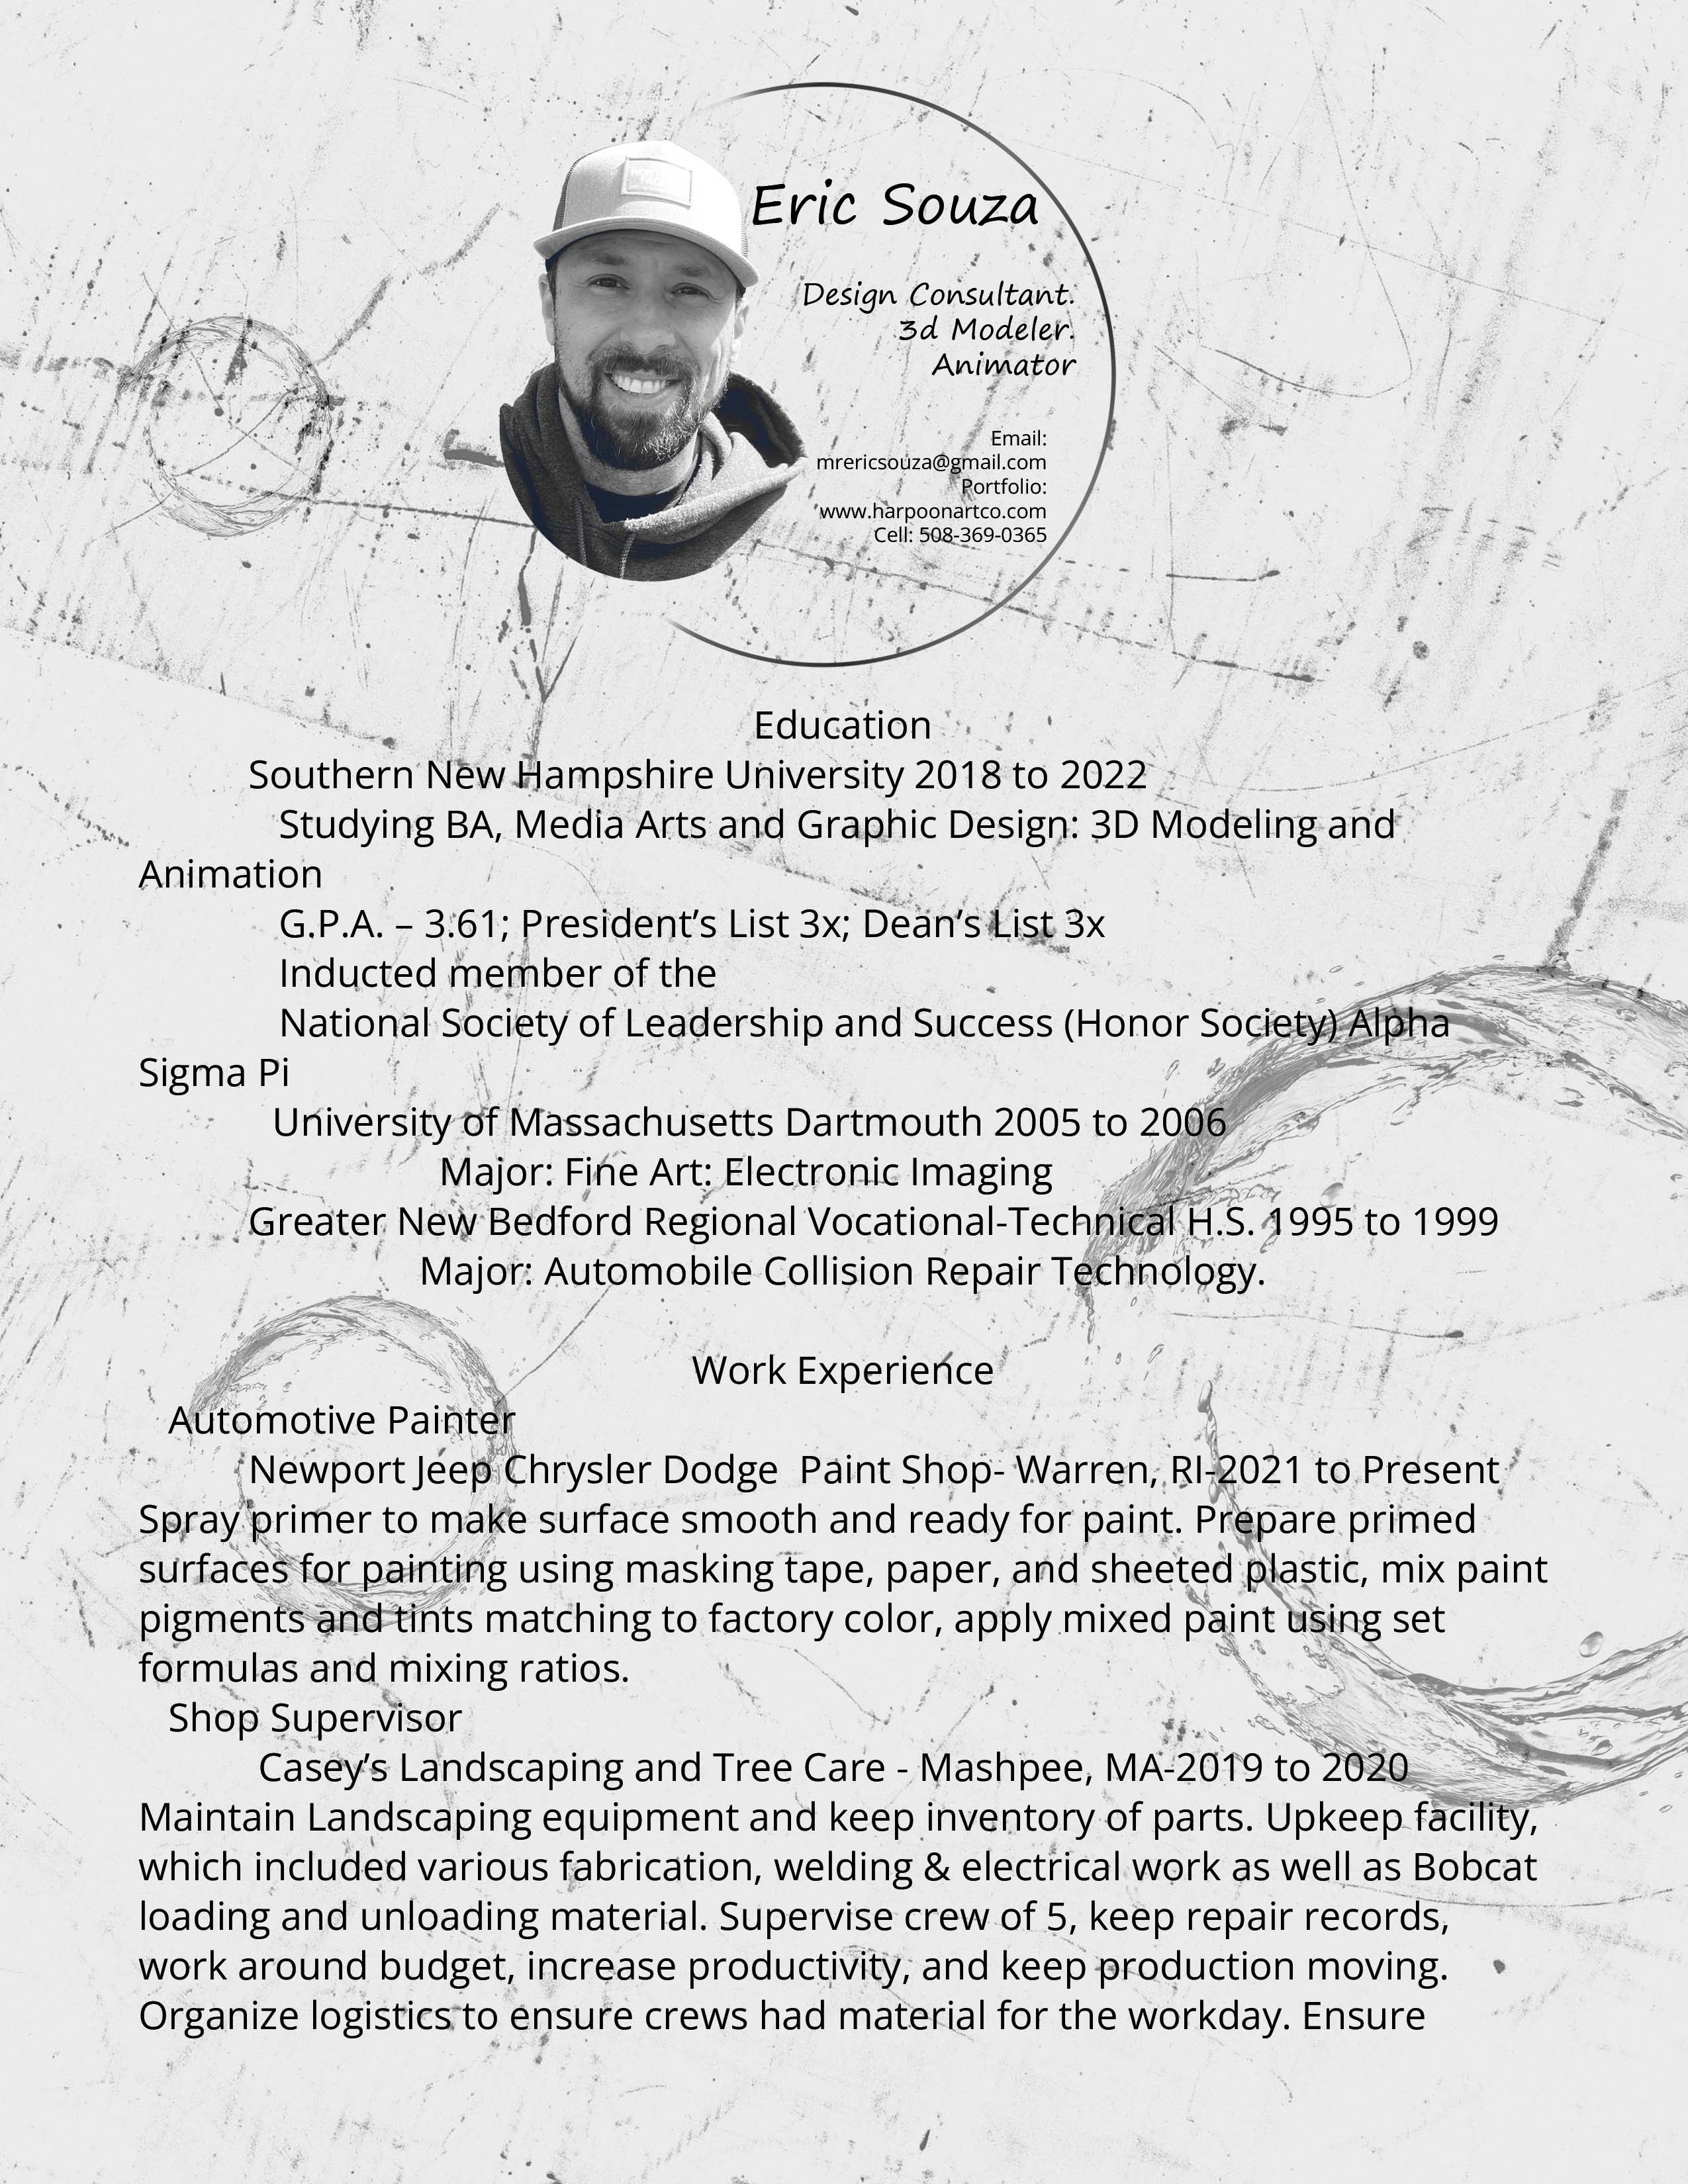 Eric Souza
Design Consultant.
3d Modeler.
Animator
Email:
mrericsouza@gmail.com
Portfolio:
www.harpoonartco.com
Cell: 508-369-0365
Education
Southern New Hampshire University 2018 to 2022
Studying BA, Media Arts and Graphic Design: 3D Modeling and
Animation
G.P.A. – 3.61; President’s List 3x; Dean’s List 3x
Inducted member of the
National Society of Leadership and Success (Honor Society) Alpha
Sigma Pi
University of Massachusetts Dartmouth 2005 to 2006
Major: Fine Art: Electronic Imaging
Greater New Bedford Regional Vocational-Technical H.S. 1995 to 1999
Major: Automobile Collision Repair Technology.
Work Experience
Automotive Painter
Newport Jeep Chrysler Dodge  Paint Shop- Warren, RI-2021 to Present
Spray primer to make surface smooth and ready for paint. Prepare primed
surfaces for painting using masking tape, paper, and sheeted plastic, mix paint
pigments and tints matching to factory color, apply mixed paint using set
formulas and mixing ratios.
Shop Supervisor
Casey’s Landscaping and Tree Care - Mashpee, MA-2019 to 2020
Maintain Landscaping equipment and keep inventory of parts. Upkeep facility,
which included various fabrication, welding & electrical work as well as Bobcat
loading and unloading material. Supervise crew of 5, keep repair records,
work around budget, increase productivity, and keep production moving.
Organize logistics to ensure crews had material for the workday. Ensure